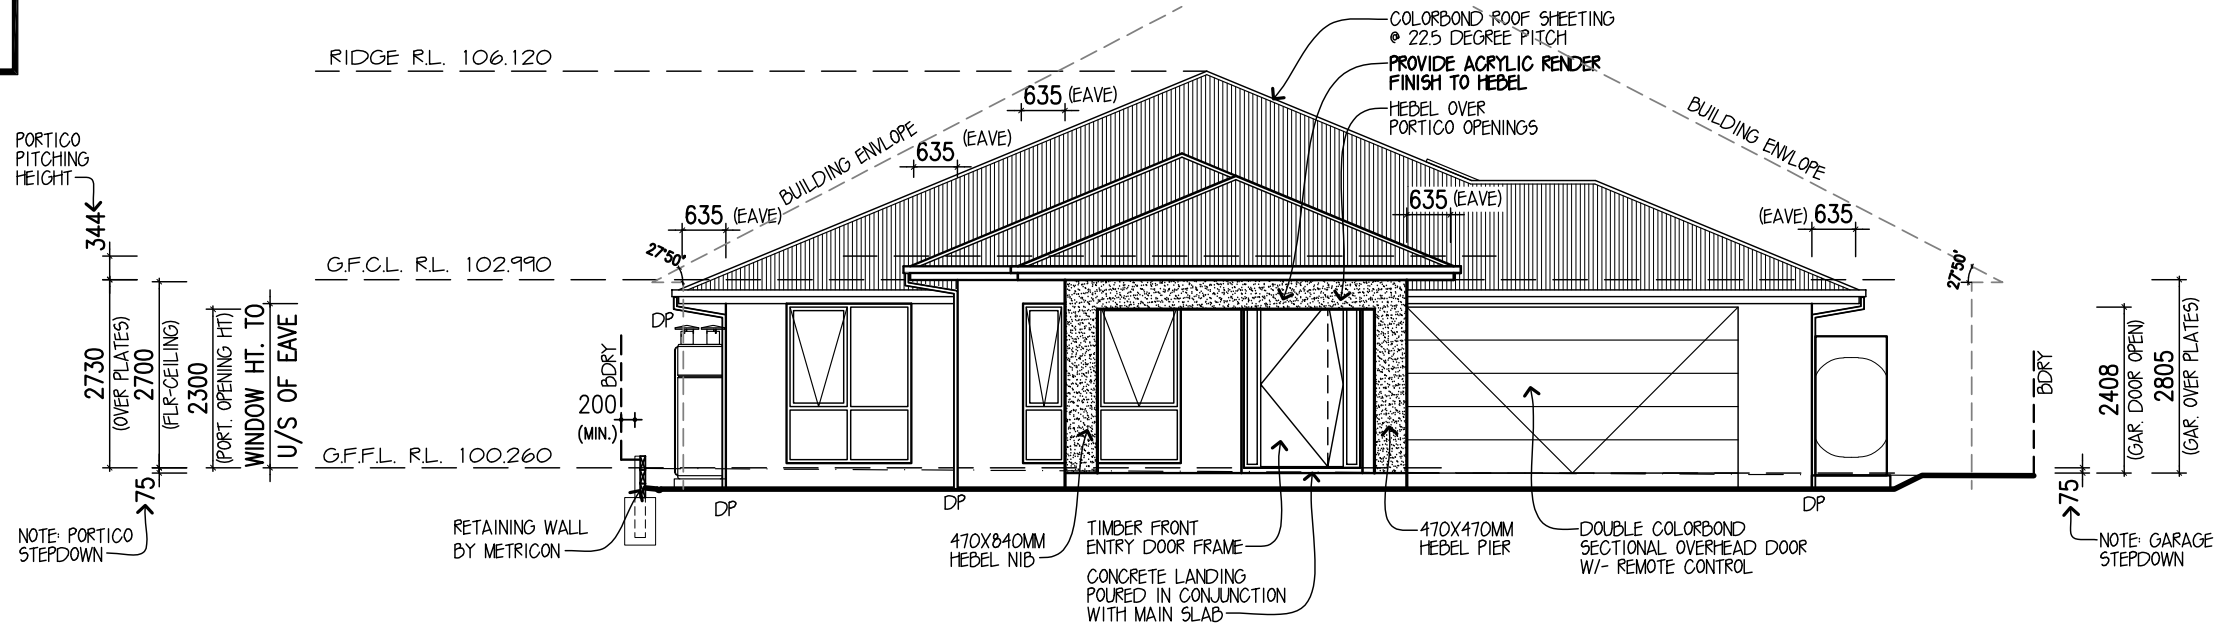 COLORBOND ROOF SHEETING
@ 22.5 DEGREE PITCH
PROVIDE ACRYLIC RENDER
FINISH TO HEBEL
HEBEL OVER
PORTICO OPENINGS
RIDGE R.L. 106.120
635 (EAVE)
635 (EAVE)
635 (EAVE)
BUILDING ENVLOPE
BUILDING ENVLOPE
635 (EAVE)
(EAVE) 635
PORTICO
PITCHING
HEIGHT
344
27'50"
27'50"
G.F.C.L. R.L. 102.990
DP
2730
(OVER PLATES)
2700
(FLR-CEILING)
2300
(PORT. OPENING HT)
WINDOW HT. TO
U/S OF EAVE
BDRY
200
(MIN.)
BDRY
2408
(GAR. DOOR OPEN)
2805
(GAR. OVER PLATES)
G.F.F.L. R.L. 100.260
75
NOTE: PORTICO
STEPDOWN
RETAINING WALL
BY METRICON
DP
DP
DP
470X840MM
HEBEL NIB
TIMBER FRONT
ENTRY DOOR FRAME
CONCRETE LANDING
POURED IN CONJUNCTION
WITH MAIN SLAB
470X470MM
HEBEL PIER
DOUBLE COLORBOND
SECTIONAL OVERHEAD DOOR
W/- REMOTE CONTROL
75
NOTE: GARAGE
STEPDOWN